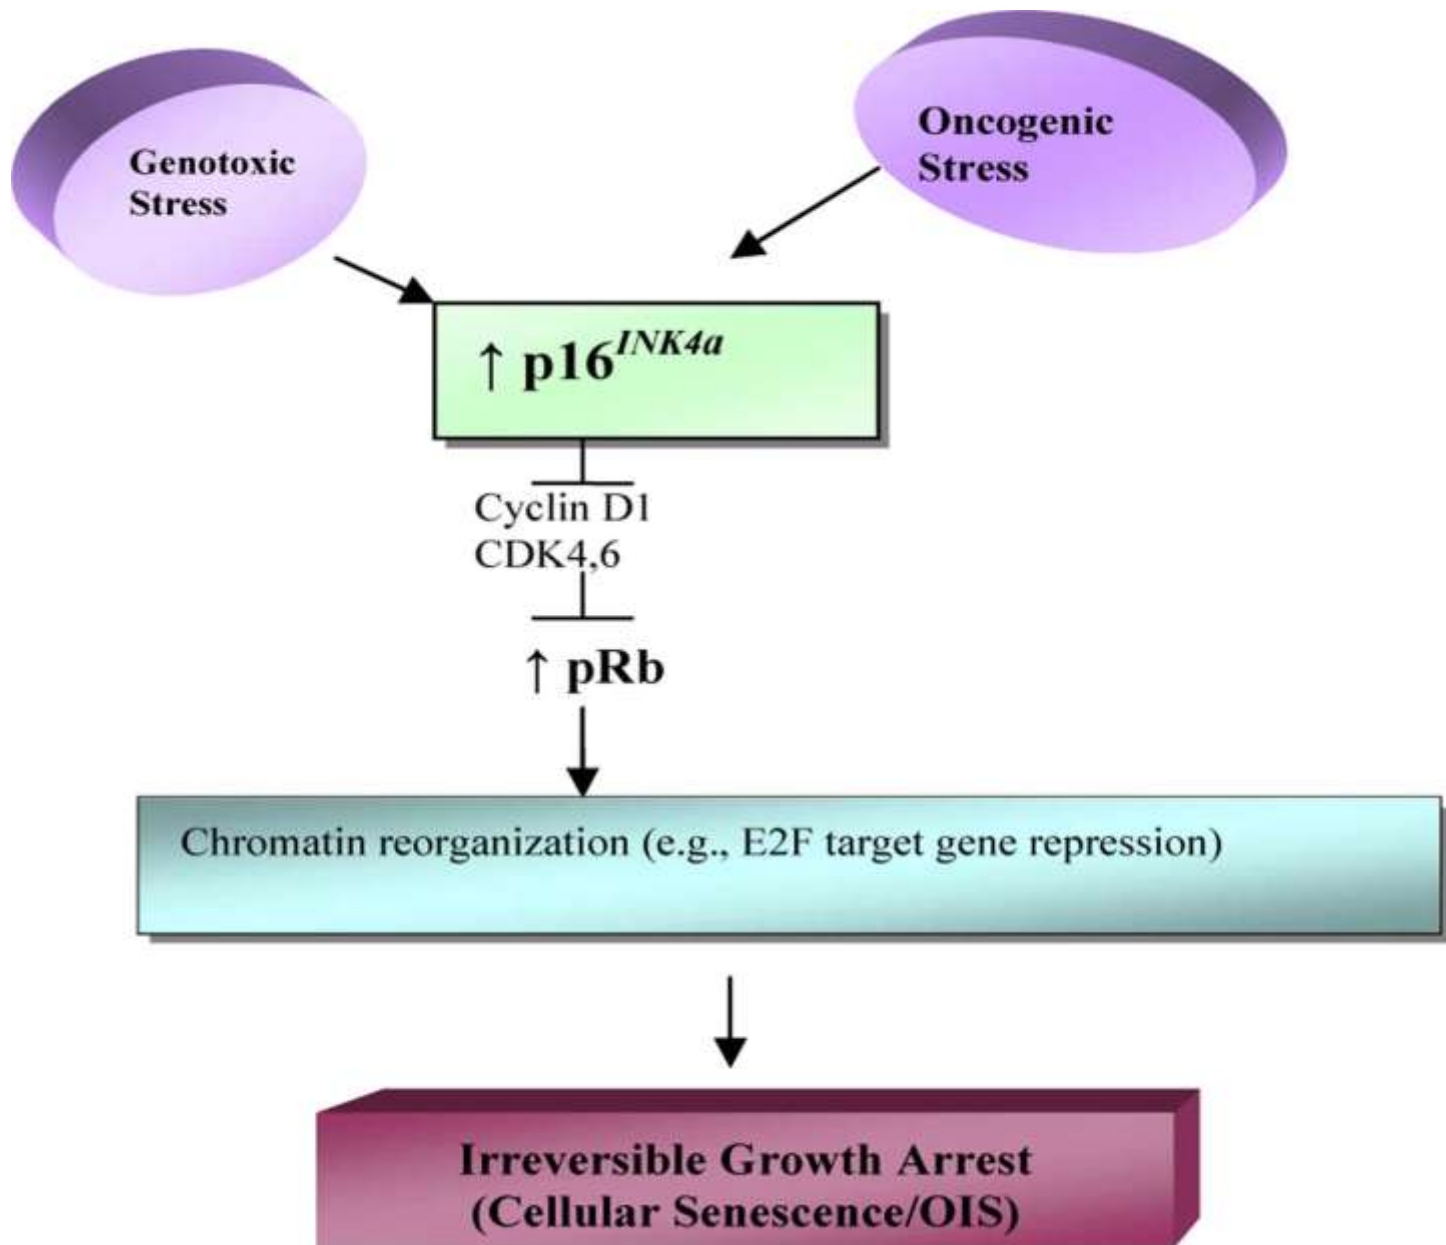 Genotoxic
Stress
Oncogenic
Stress
↑ p16INK4a
Cyclin D1
CDK4,6
↑ pRb
Chromatin reorganization (e.g., E2F target gene repression)
Irreversible Growth Arrest
(Cellular Senescence/OIS)